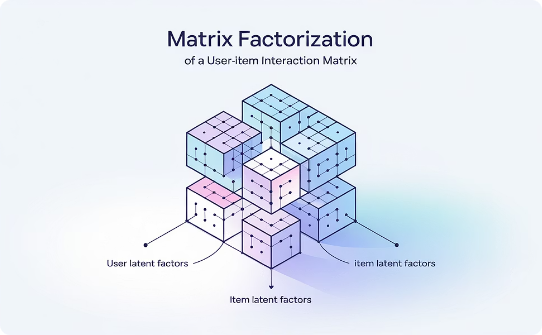 Matrix Factorization
of a User-item Interaction Matrix
User latent factors
item latent factors
Item latent factors